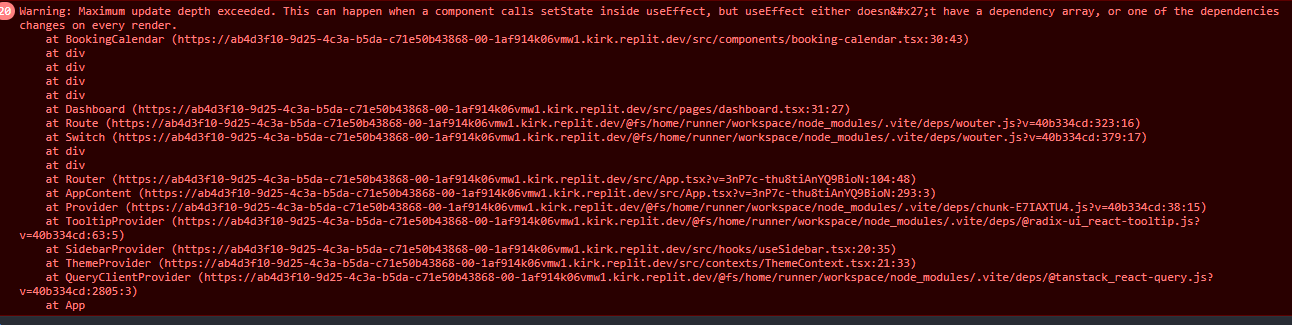 20 Warning: Maximum update depth exceeded. This can happen when a component calls setState inside useEffect, but useEffect either doesn&#x27;t have a dependency array, or one of the dependencies
changes on every render.
at BookingCalendar (https://ab4d3f10-9d25-4c3a-b5da-c71e50b43868-00-1af914k06vmw1.kirk.replit.dev/src/components/booking-calendar.tsx:30:43)
at div
at div
at div
at div
at Dashboard (https://ab4d3f10-9d25-4c3a-b5da-c71e50b43868-00-1af914k06vmw1.kirk.replit.dev/src/pages/dashboard.tsx:31:27)
at Route (https://ab4d3f10-9d25-4c3a-b5da-c71e50b43868-00-1af914k06vmw1.kirk.replit.dev/@fs/home/runner/workspace/node_modules/.vite/deps/wouter.js?v=40b334cd:323:16)
at Switch (https://ab4d3f10-9d25-4c3a-b5da-c71e50b43868-00-1af914k06vmw1.kirk.replit.dev/@fs/home/runner/workspace/node_modules/.vite/deps/wouter.js?v=40b334cd:379:17)
at div
at div
at Router (https://ab4d3f10-9d25-4c3a-b5da-c71e50b43868-00-1af914k06vmw1.kirk.replit.dev/src/App.tsx?v=3nP7c-thu8tiAnYQ9BioN:104:48)
at AppContent (https://ab4d3f10-9d25-4c3a-b5da-c71e50b43868-00-1af914k06vmw1.kirk.replit.dev/src/App.tsx?v=3nP7c-thu8tiAnYQ9BioN:293:3)
at Provider (https://ab4d3f10-9d25-4c3a-b5da-c71e50b43868-00-1af914k06vmw1.kirk.replit.dev/@fs/home/runner/workspace/node_modules/.vite/deps/chunk-E7IAXTU4.js?v=40b334cd:38:15)
at TooltipProvider (https://ab4d3f10-9d25-4c3a-b5da-c71e50b43868-00-1af914k06vmw1.kirk.replit.dev/@fs/home/runner/workspace/node_modules/.vite/deps/@radix-ui_react-tooltip.js?
v=40b334cd:63:5)
at SidebarProvider (https://ab4d3f10-9d25-4c3a-b5da-c71e50b43868-00-1af914k06vmw1.kirk.replit.dev/src/hooks/useSidebar.tsx:20:35)
at ThemeProvider (https://ab4d3f10-9d25-4c3a-b5da-c71e50b43868-00-1af914k06vmw1.kirk.replit.dev/src/contexts/ThemeContext.tsx:21:33)
at QueryClientProvider (https://ab4d3f10-9d25-4c3a-b5da-c71e50b43868-00-1af914k06vmw1.kirk.replit.dev/@fs/home/runner/workspace/node_modules/.vite/deps/@tanstack_react-query.js?
v=40b334cd:2805:3)
at App